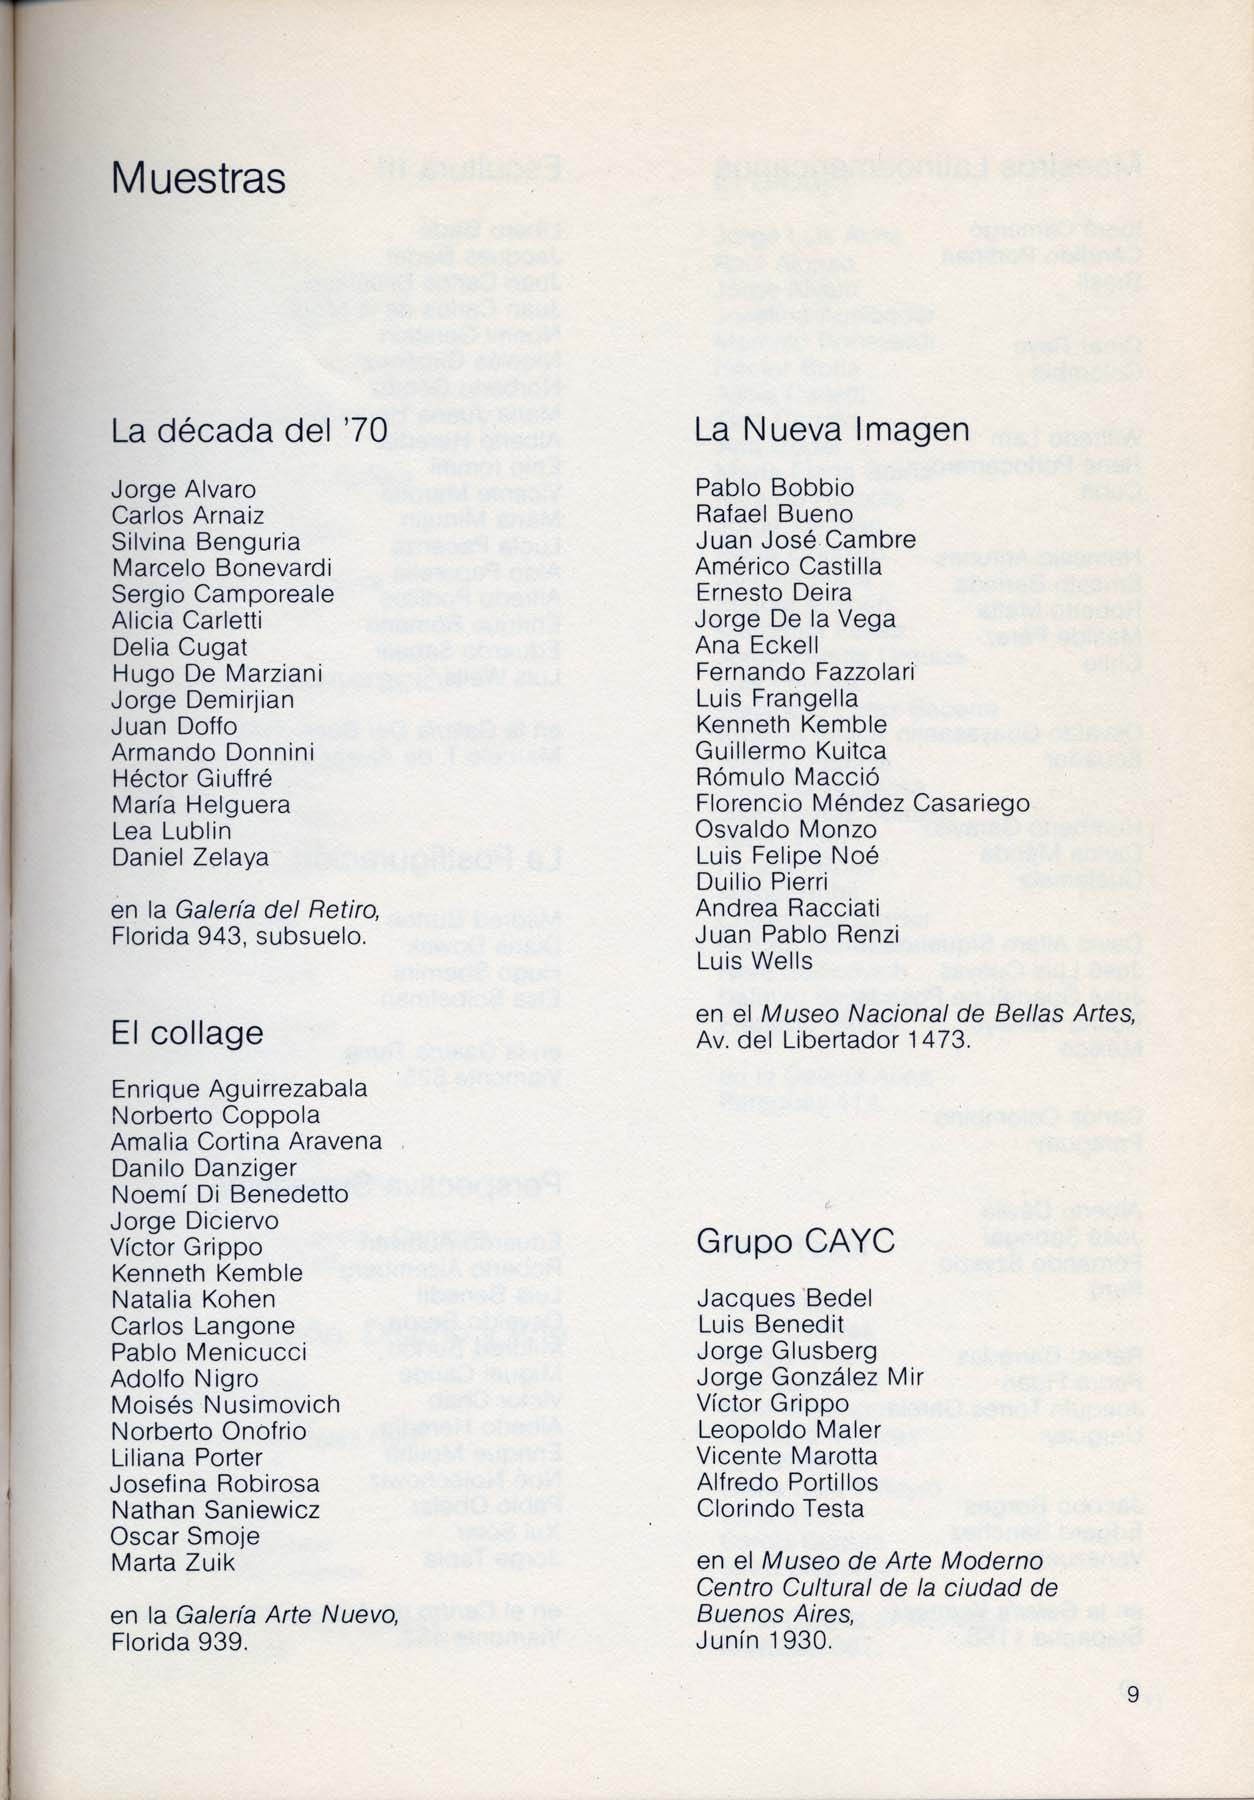 Muestras
La década del '70
Jorge Alvaro
Carlos Arnaiz
Silvina Benguria
Marcelo Bonevardi
Sergio Camporeale
Alicia Carletti
Delia Cugat
Hugo De Marziani
Jorge Demirjian
Juan Doffo
Armando Donnini
Héctor Giuffré
María Helguera
Lea Lublin
Daniel Zelaya
en la Galería del Retiro,
Florida 943, subsuelo.
El collage
Enrique Aguirrezabala
Norberto Coppola
Amalia Cortina Aravena
Danilo Danziger
Noemí Di Benedetto
Jorge Diciervo
Víctor Grippo
Kenneth Kemble
Natalia Kohen
Carlos Langone
Pablo Menicucci
Adolfo Nigro
Moisés Nusimovich
Norberto Onofrio
Liliana Porter
Josefina Robirosa
Nathan Saniewicz
Oscar Smoje
Marta Zuik
en la Galería Arte Nuevo,
Florida 939.
La Nueva Imagen
Pablo Bobbio
Rafael Bueno
Juan José Cambre
Américo Castilla
Ernesto Deira
Jorge De la Vega
Ana Eckell
Fernando Fazzolari
Luis Frangella
Kenneth Kemble
Guillermo Kuitca
Rómulo Macció
Florencio Méndez Casariego
Osvaldo Monzo
Luis Felipe Noé
Duilio Pierri
Andrea Racciati
Juan Pablo Renzi
Luis Wells
en el Museo Nacional de Bellas Artes,
Av. del Libertador 1473.
Grupo CAYC
Jacques Bedel
Luis Benedit
Jorge Glusberg
Jorge González Mir
Víctor Grippo
Leopoldo Maler
Vicente Marotta
Alfredo Portillos
Clorindo Testa
en el Museo de Arte Moderno
Centro Cultural de la ciudad de
Buenos Aires,
Junín 1930.
9